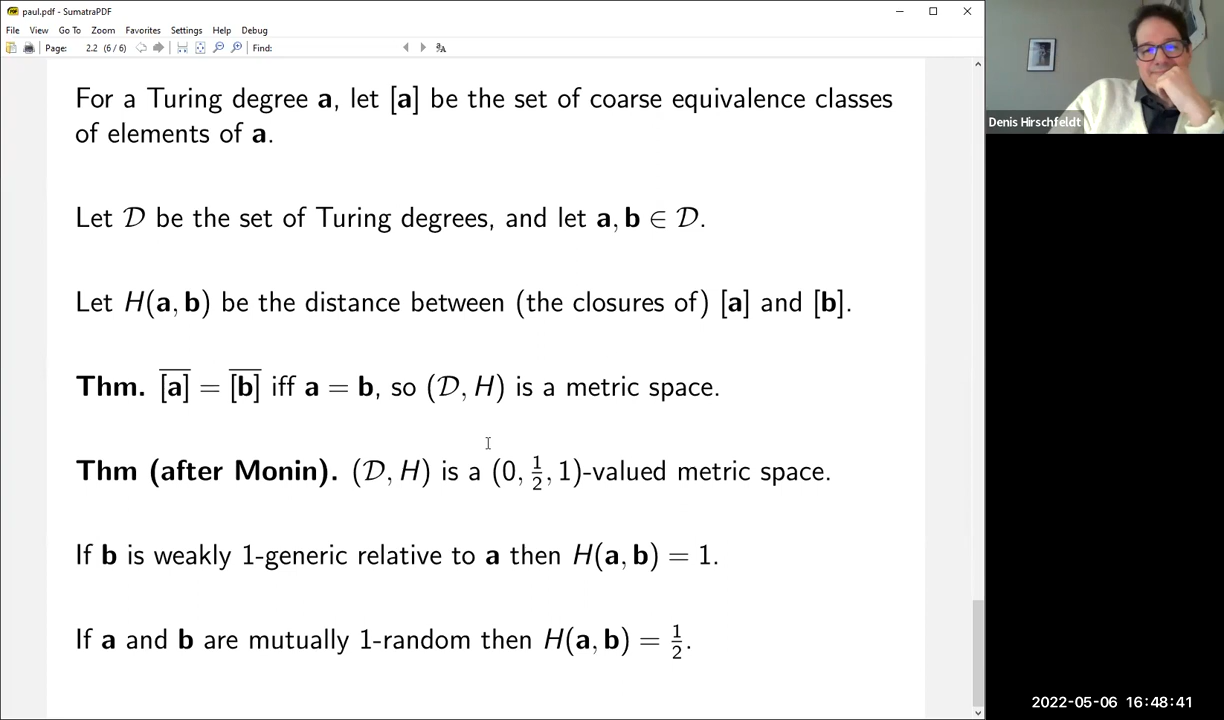 paul.pdf - SumatraPDF
File View Go To Zoom Favorites Settings Help Debug
Page: 2.2 (6 / 6) Find:
For a Turing degree a, let [a] be the set of coarse equivalence classes
of elements of a.
Let 𝒟 be the set of Turing degrees, and let a, b ∈ 𝒟.
Let H(a, b) be the distance between (the closures of) [a] and [b].
Thm. \overline{[a]} = \overline{[b]} iff a = b, so (𝒟, H) is a metric space.
Thm (after Monin). (𝒟, H) is a (0, ½, 1)-valued metric space.
If b is weakly 1-generic relative to a then H(a, b) = 1.
If a and b are mutually 1-random then H(a, b) = ½.
Denis Hirschfeldt
2022-05-06 16:48:41